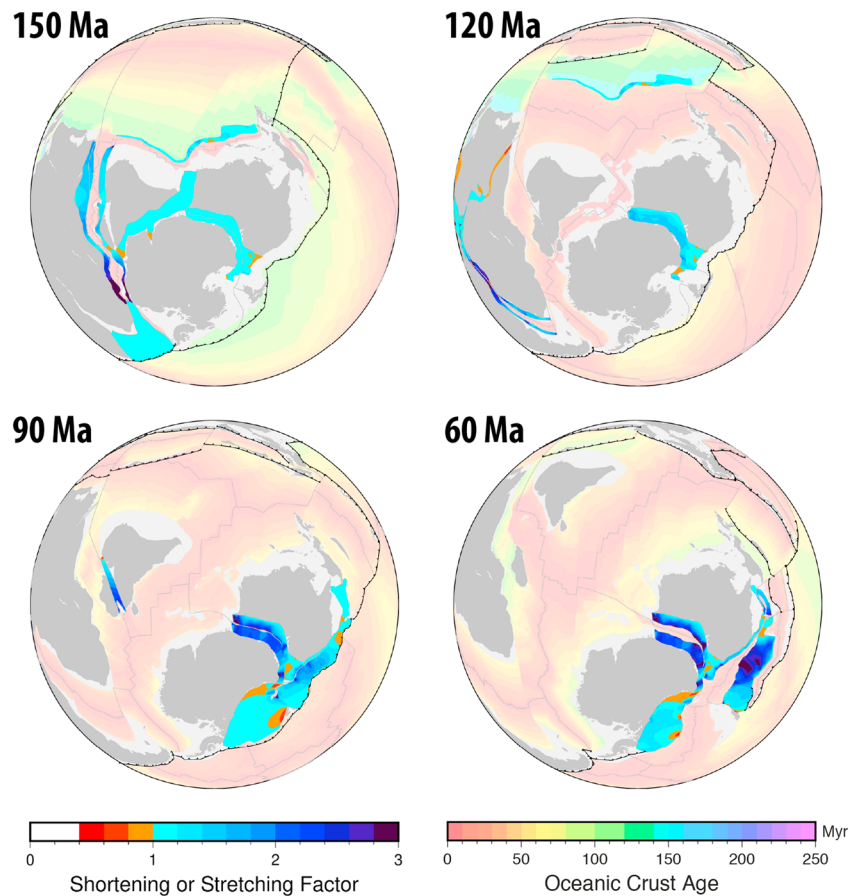 150 Ma
120 Ma
90 Ma
60 Ma
0 1 2 3
Shortening or Stretching Factor
0 50 100 150 200 250 Myr
Oceanic Crust Age